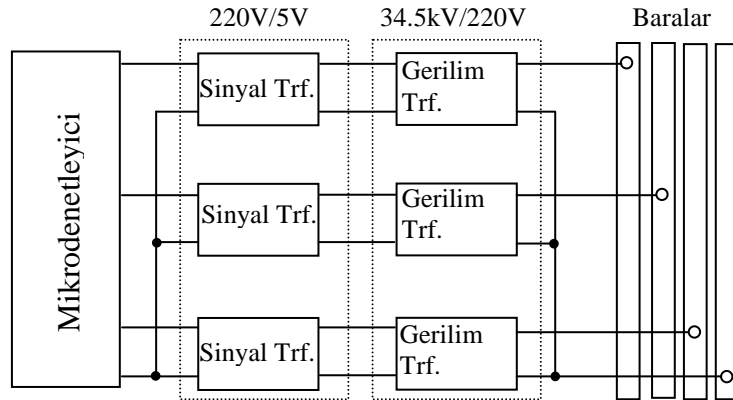 220V/5V
34.5kV/220V
Baralar
Mikrodenetleyici
Sinyal Trf.
Gerilim
Trf.
Sinyal Trf.
Gerilim
Trf.
Sinyal Trf.
Gerilim
Trf.